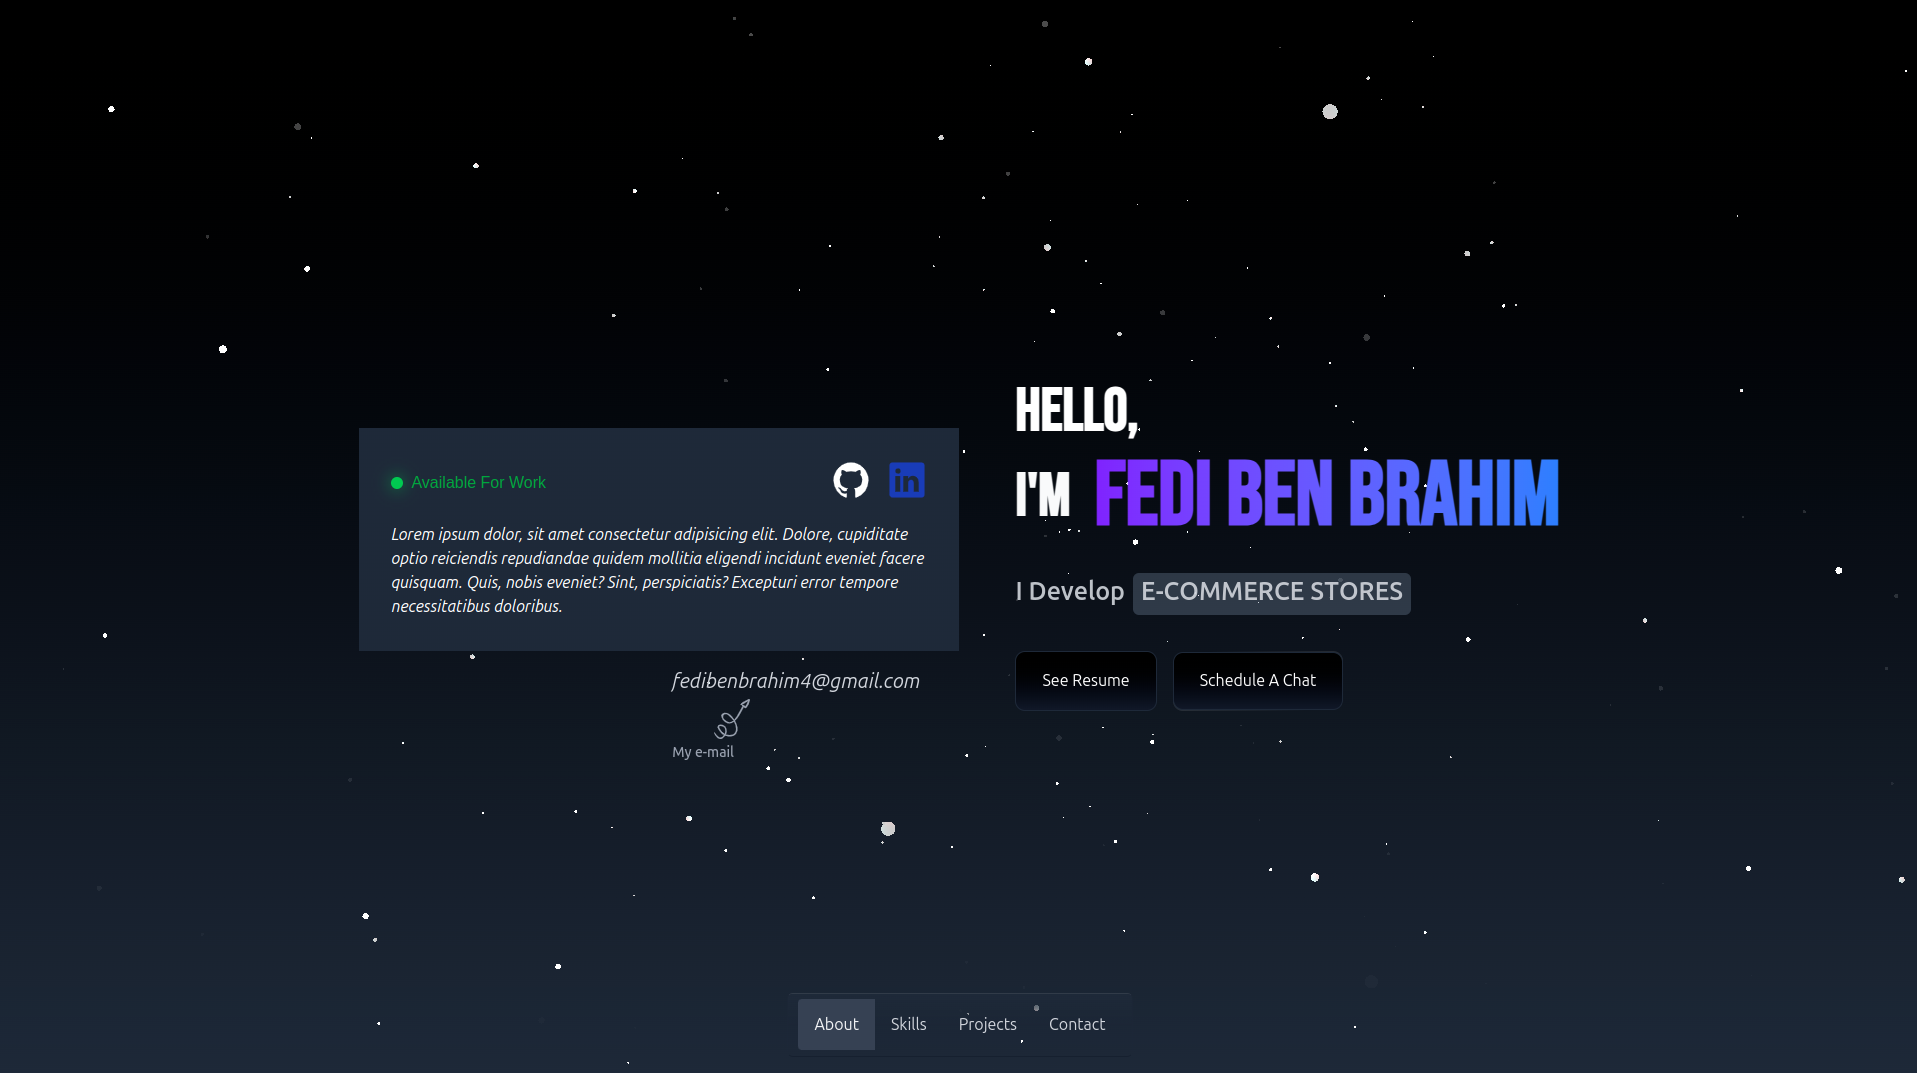 Available For Work
in
Lorem ipsum dolor, sit amet consectetur adipisicing elit. Dolore, cupiditate
optio reiciendis repudiandae quidem mollitia eligendi incidunt eveniet facere
quisquam. Quis, nobis eveniet? Sint, perspiciatis? Excepturi error tempore
necessitatibus doloribus.
fedibenbrahim4@gmail.com
My e-mail
HELLO,
I'M FEDI BEN BRAHIM
I Develop E-COMMERCE STORES
See Resume Schedule A Chat
About Skills Projects Contact